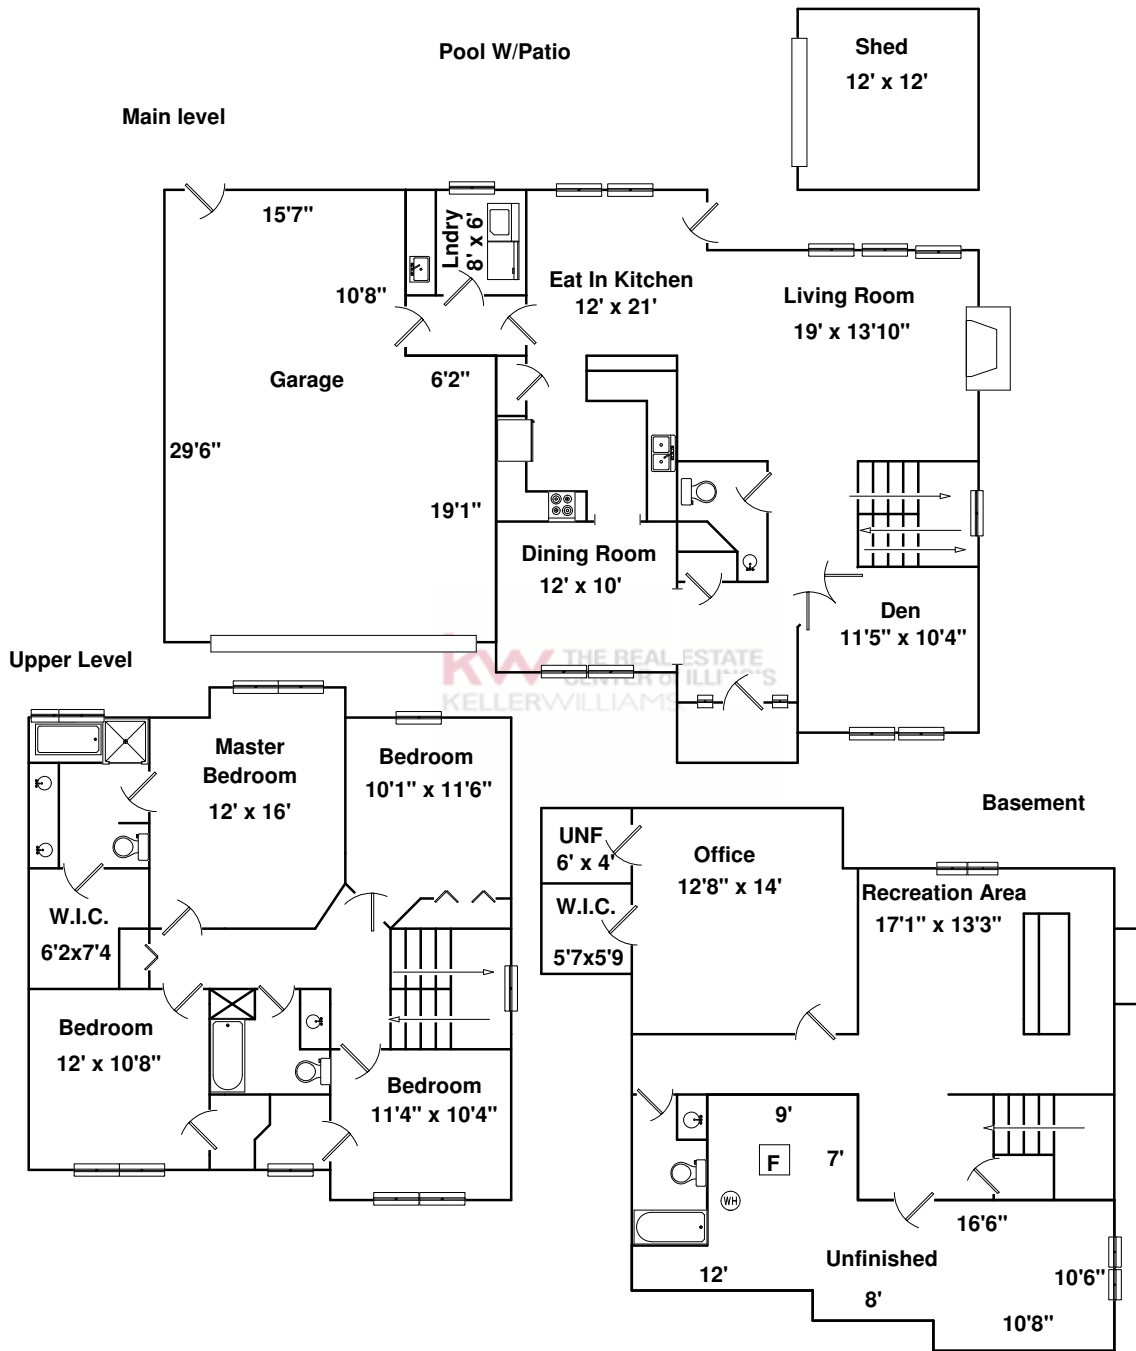 Pool W/Patio
Shed
12' x 12'
Main level
15'7"
Lndry
8' x 6'
10'8"
Eat In Kitchen
12' x 21'
Living Room
19' x 13'10"
Garage
6'2"
29'6"
19'1"
Dining Room
12' x 10'
Den
11'5" x 10'4"
kw THE REAL ESTATE
CENTER of ILLINOIS
KELLERWILLIAMS
Upper Level
Master
Bedroom
12' x 16'
Bedroom
10'1" x 11'6"
W.I.C.
6'2x7'4
Bedroom
12' x 10'8"
Bedroom
11'4" x 10'4"
Basement
UNF
6' x 4'
Office
12'8" x 14'
W.I.C.
5'7x5'9
Recreation Area
17'1" x 13'3"
9'
F
7'
WH
16'6"
Unfinished
12'
10'6"
8'
10'8"